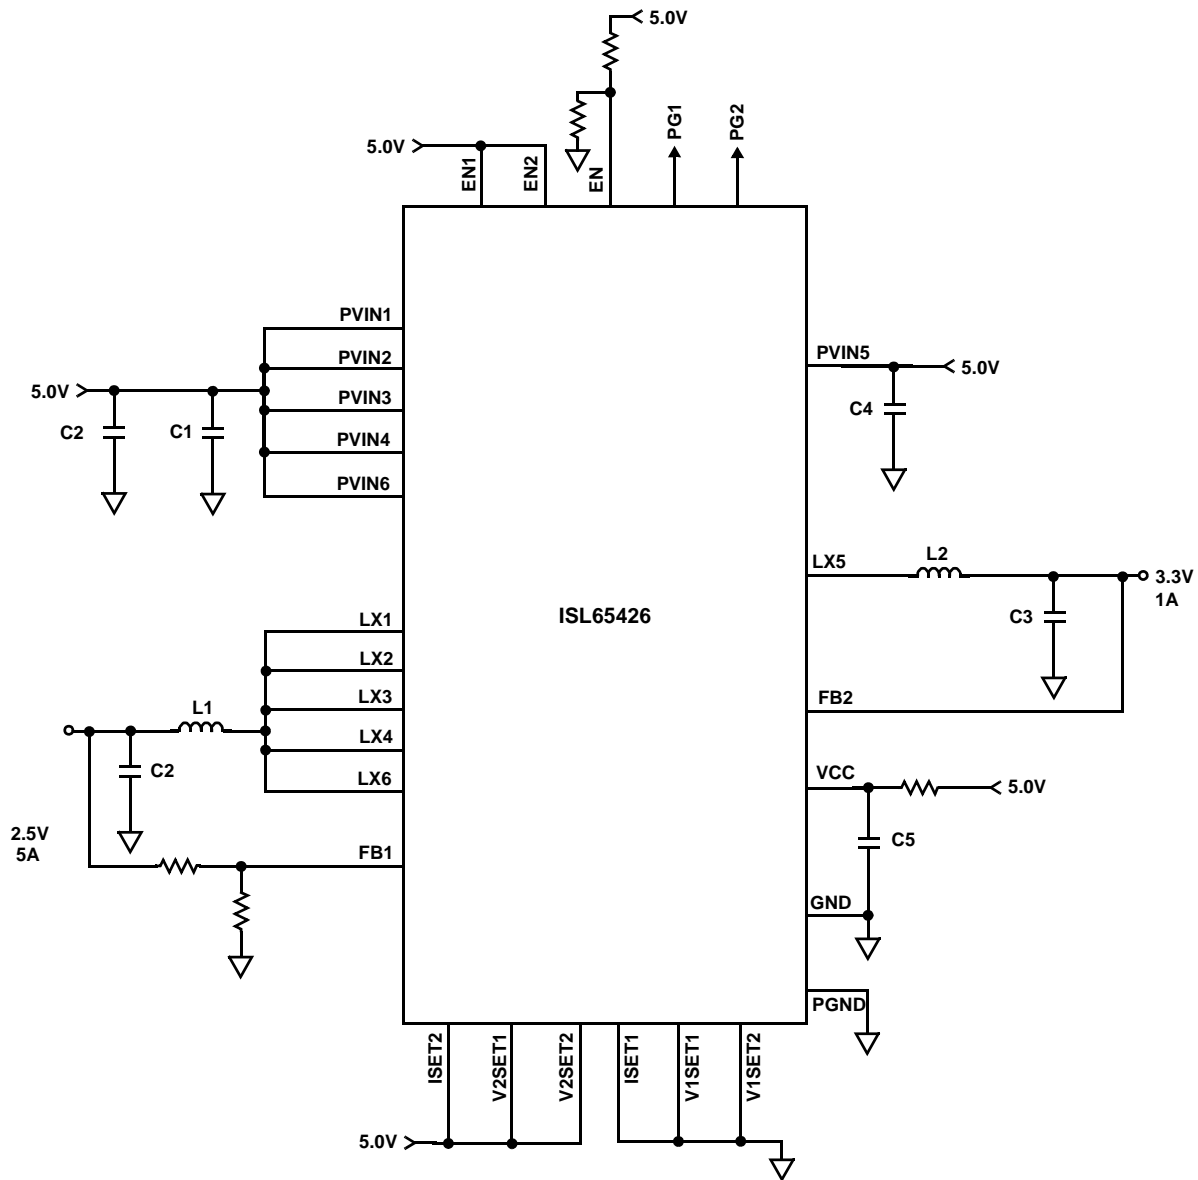 5.0V
PG1
PG2
5.0V
EN1
EN2
EN
PVIN1
PVIN2
PVIN3
PVIN4
PVIN6
5.0V
C2
C1
PVIN5
5.0V
C4
LX5
L2
3.3V
1A
C3
FB2
ISL65426
LX1
LX2
LX3
LX4
LX6
L1
C2
2.5V
5A
FB1
VCC
5.0V
C5
GND
PGND
ISET2
V2SET1
V2SET2
ISET1
V1SET1
V1SET2
5.0V